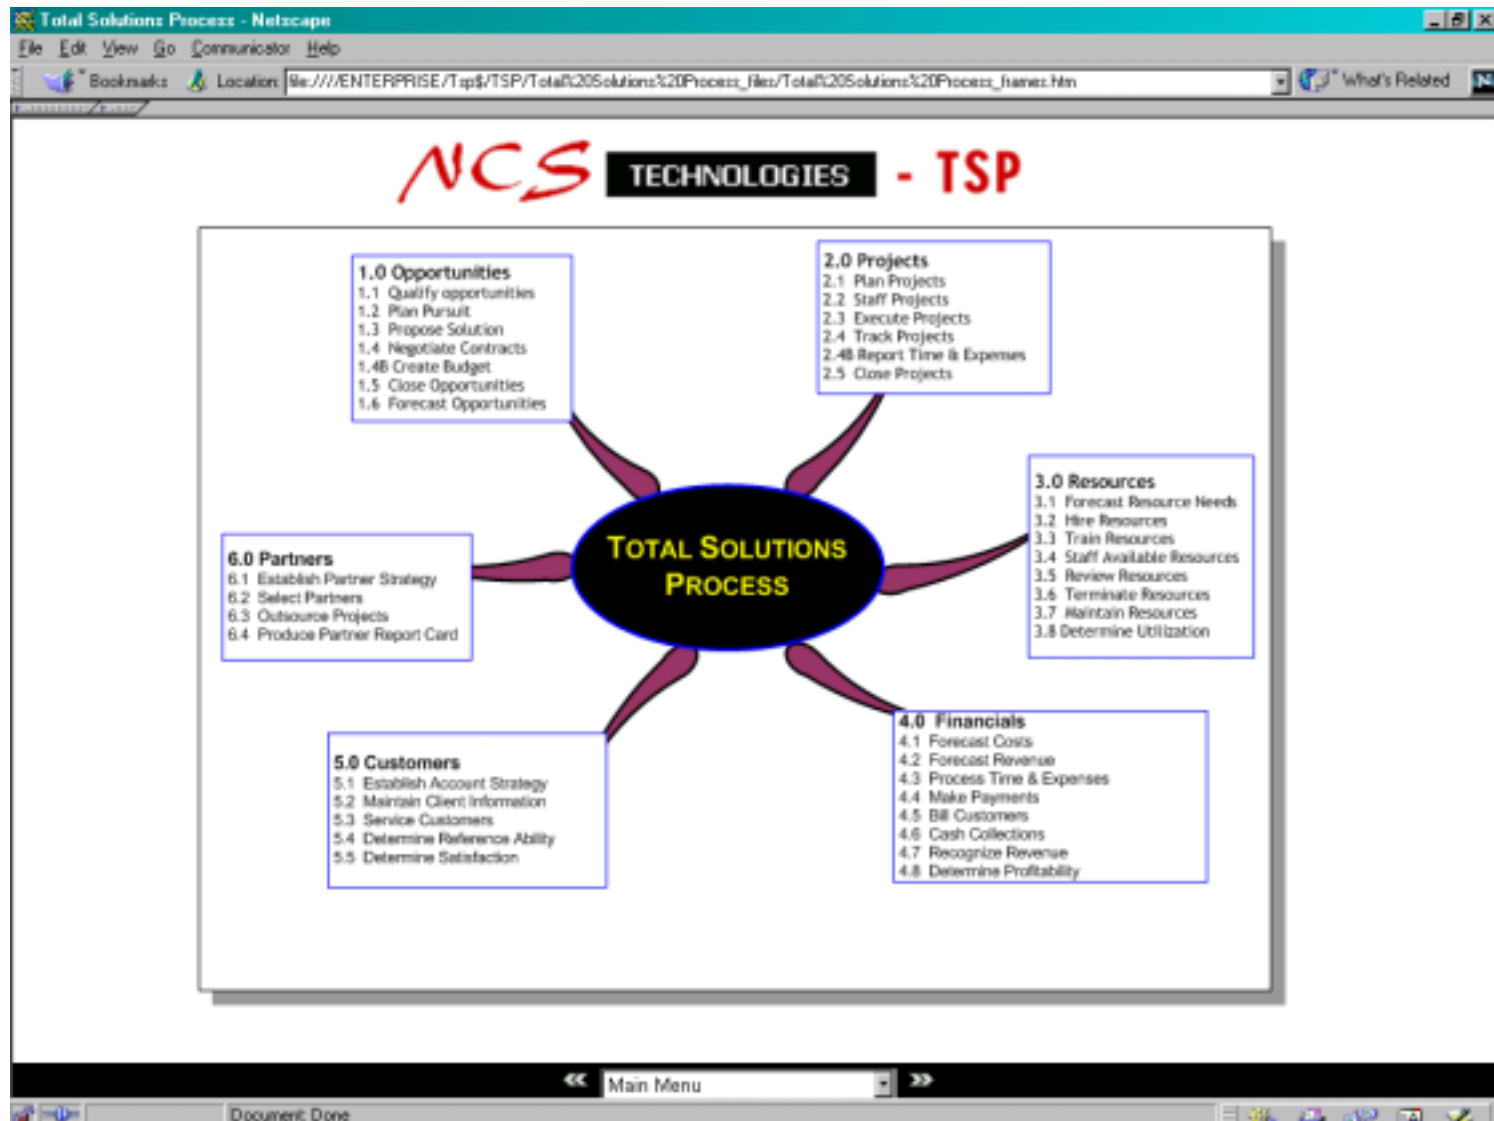 Total Solutions Process - Netscape
File Edit View Go Communicator Help
Bookmarks Location: file:////ENTERPRISE/Tsp$/TSP/Total%20Solutions%20Process_files/Total%20Solutions%20Process_frames.htm What's Related N
NCS TECHNOLOGIES - TSP
1.0 Opportunities
1.1 Qualify opportunities
1.2 Plan Pursuit
1.3 Propose Solution
1.4 Negotiate Contracts
1.4B Create Budget
1.5 Close Opportunities
1.6 Forecast Opportunities
2.0 Projects
2.1 Plan Projects
2.2 Staff Projects
2.3 Execute Projects
2.4 Track Projects
2.4B Report Time & Expenses
2.5 Close Projects
3.0 Resources
3.1 Forecast Resource Needs
3.2 Hire Resources
3.3 Train Resources
3.4 Staff Available Resources
3.5 Review Resources
3.6 Terminate Resources
3.7 Maintain Resources
3.8 Determine Utilization
TOTAL SOLUTIONS
PROCESS
6.0 Partners
6.1 Establish Partner Strategy
6.2 Select Partners
6.3 Outsource Projects
6.4 Produce Partner Report Card
5.0 Customers
5.1 Establish Account Strategy
5.2 Maintain Client Information
5.3 Service Customers
5.4 Determine Reference Ability
5.5 Determine Satisfaction
4.0 Financials
4.1 Forecast Costs
4.2 Forecast Revenue
4.3 Process Time & Expenses
4.4 Make Payments
4.5 Bill Customers
4.6 Cash Collections
4.7 Recognize Revenue
4.8 Determine Profitability
Main Menu
Document: Done